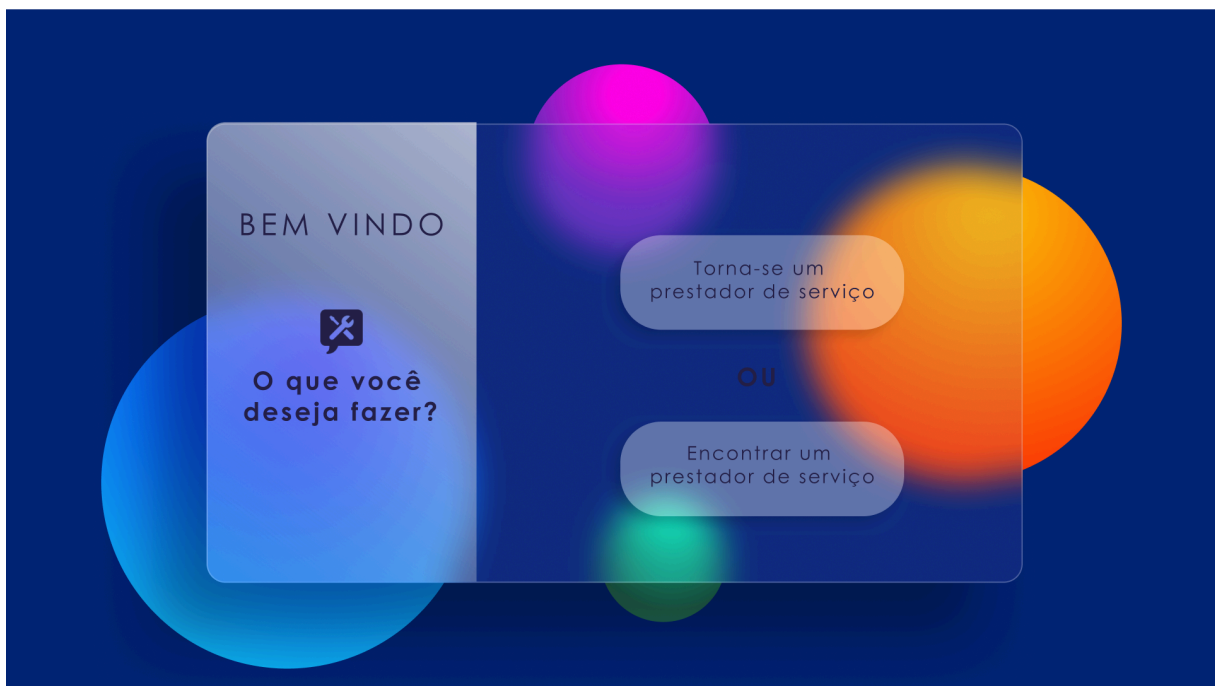 BEM VINDO
O que você
deseja fazer?
Torna-se um
prestador de serviço
OU
Encontrar um
prestador de serviço